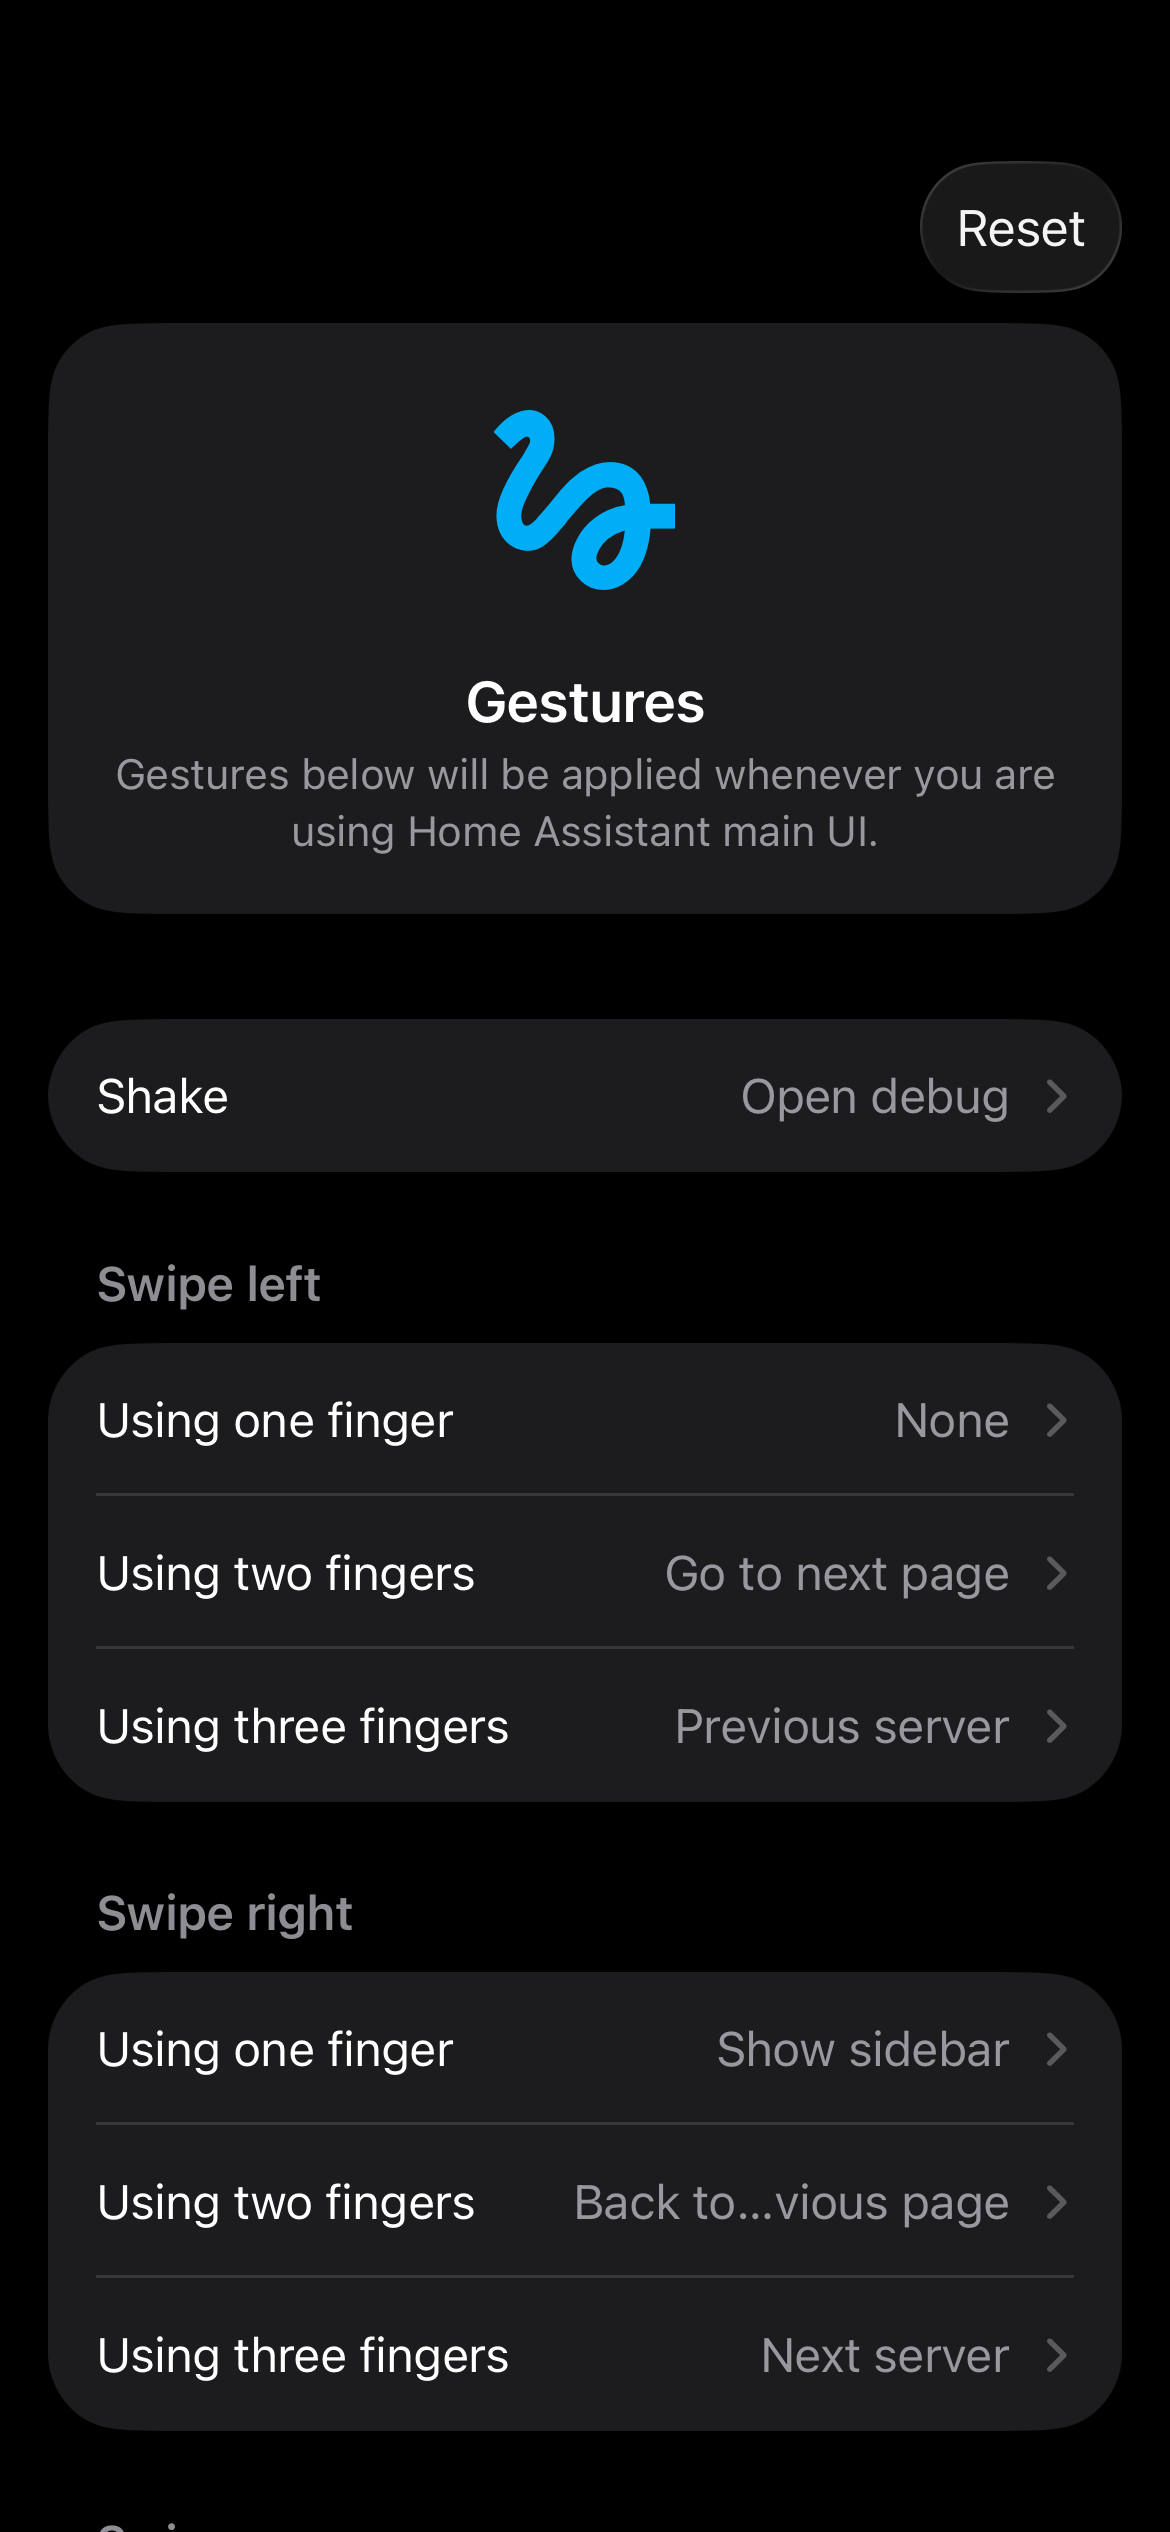 Reset
Gestures
Gestures below will be applied whenever you are
using Home Assistant main UI.
Shake Open debug
Swipe left
Using one finger None
Using two fingers Go to next page
Using three fingers Previous server
Swipe right
Using one finger Show sidebar
Using two fingers Back to...vious page
Using three fingers Next server